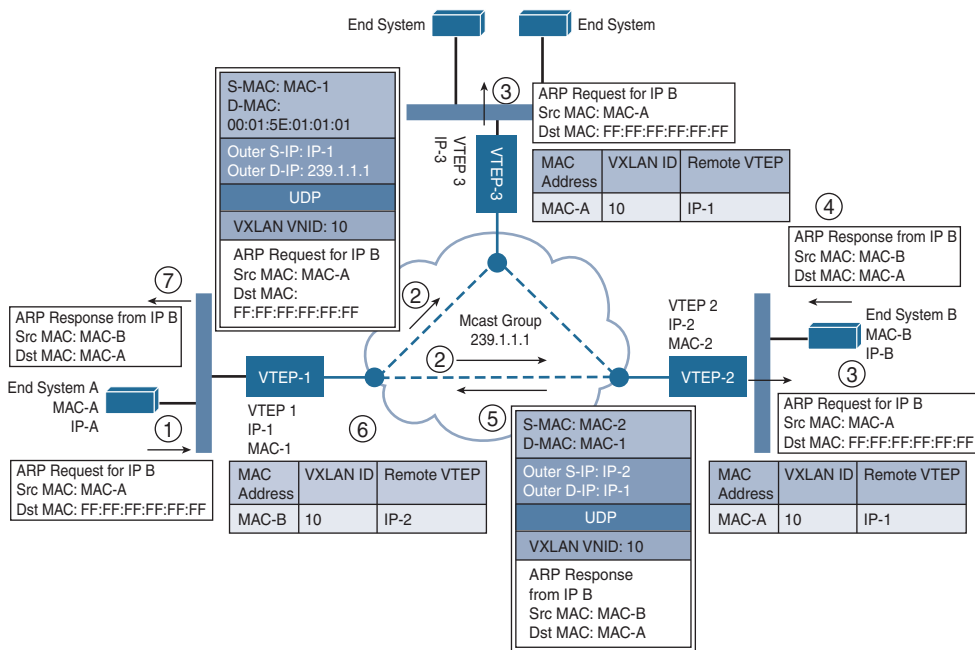 End System
End System
S-MAC: MAC-1
D-MAC:
00:01:5E:01:01:01
Outer S-IP: IP-1
Outer D-IP: 239.1.1.1
UDP
VXLAN VNID: 10
ARP Request for IP B
Src MAC: MAC-A
Dst MAC:
FF:FF:FF:FF:FF:FF
3
ARP Request for IP B
Src MAC: MAC-A
Dst MAC: FF:FF:FF:FF:FF:FF
VTEP 3
IP-3
VTEP-3
MAC
Address
VXLAN ID
Remote VTEP
MAC-A
10
IP-1
4
ARP Response from IP B
Src MAC: MAC-B
Dst MAC: MAC-A
7
ARP Response from IP B
Src MAC: MAC-B
Dst MAC: MAC-A
2
Mcast Group
239.1.1.1
2
VTEP 2
IP-2
MAC-2
End System B
MAC-B
IP-B
VTEP-1
VTEP-2
3
End System A
MAC-A
IP-A
1
VTEP 1
IP-1
MAC-1
6
5
ARP Request for IP B
Src MAC: MAC-A
Dst MAC: FF:FF:FF:FF:FF:FF
ARP Request for IP B
Src MAC: MAC-A
Dst MAC: FF:FF:FF:FF:FF:FF
MAC
Address
VXLAN ID
Remote VTEP
MAC-B
10
IP-2
S-MAC: MAC-2
D-MAC: MAC-1
Outer S-IP: IP-2
Outer D-IP: IP-1
UDP
VXLAN VNID: 10
ARP Response
from IP B
Src MAC: MAC-B
Dst MAC: MAC-A
MAC
Address
VXLAN ID
Remote VTEP
MAC-A
10
IP-1